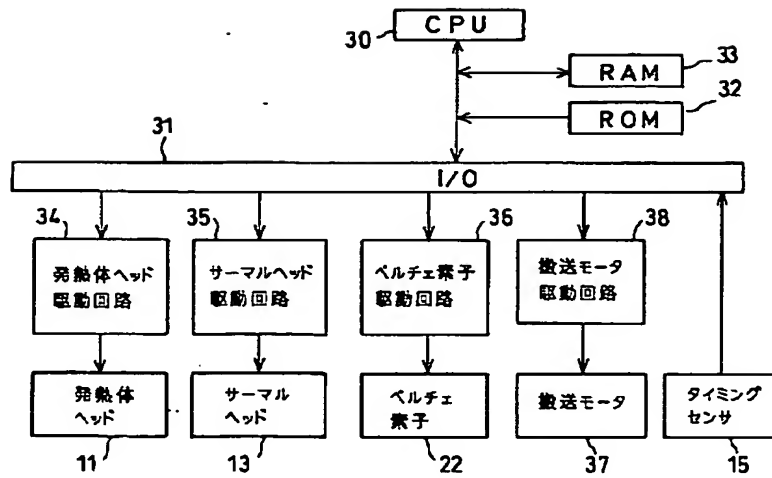 30
CPU
33
RAM
32
ROM
31
I/O
34
35
36
38
発熱体ヘッド
駆動回路
サーマルヘッド
駆動回路
ペルチェ素子
駆動回路
搬送モータ
駆動回路
発熱体
ヘッド
サーマル
ヘッド
ペルチェ
素子
搬送モータ
タイミング
センサ
11
13
22
37
15